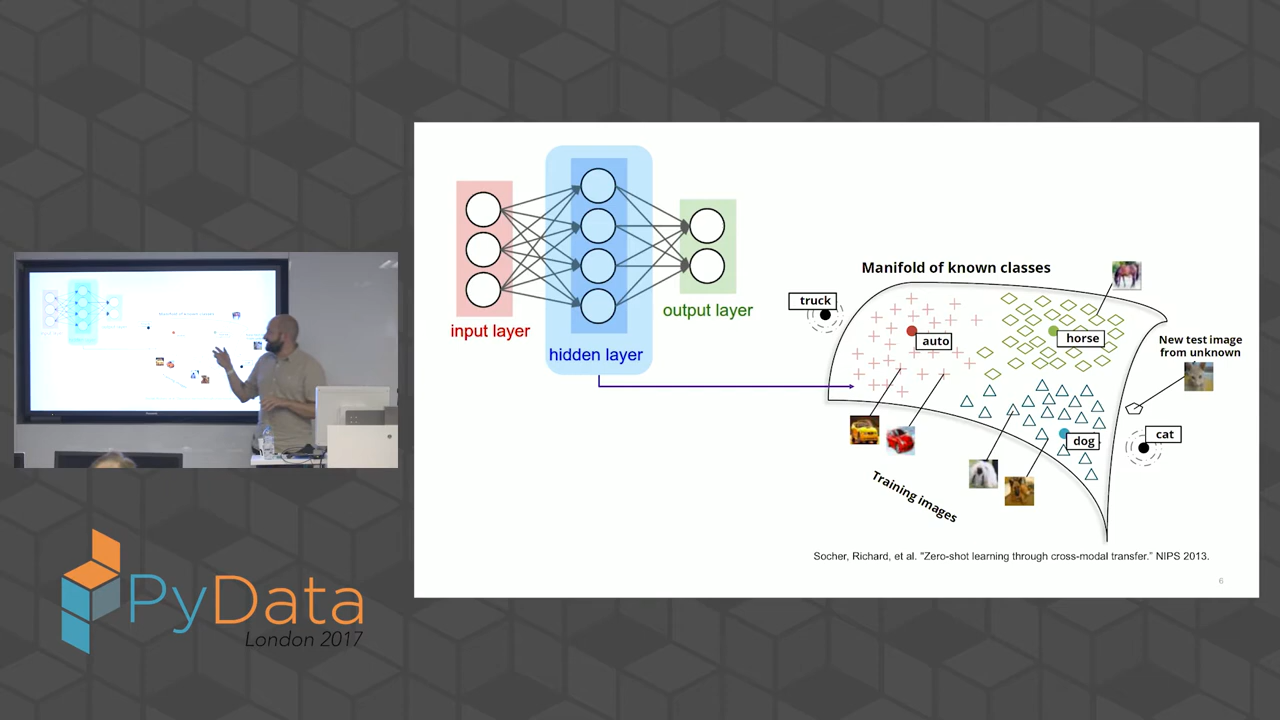 input layer
hidden layer
output layer
Manifold of known classes
truck
auto
horse
New test image
from unknown
cat
dog
Training images
Socher, Richard, et al. "Zero-shot learning through cross-modal transfer." NIPS 2013.
6
PyData
London 2017